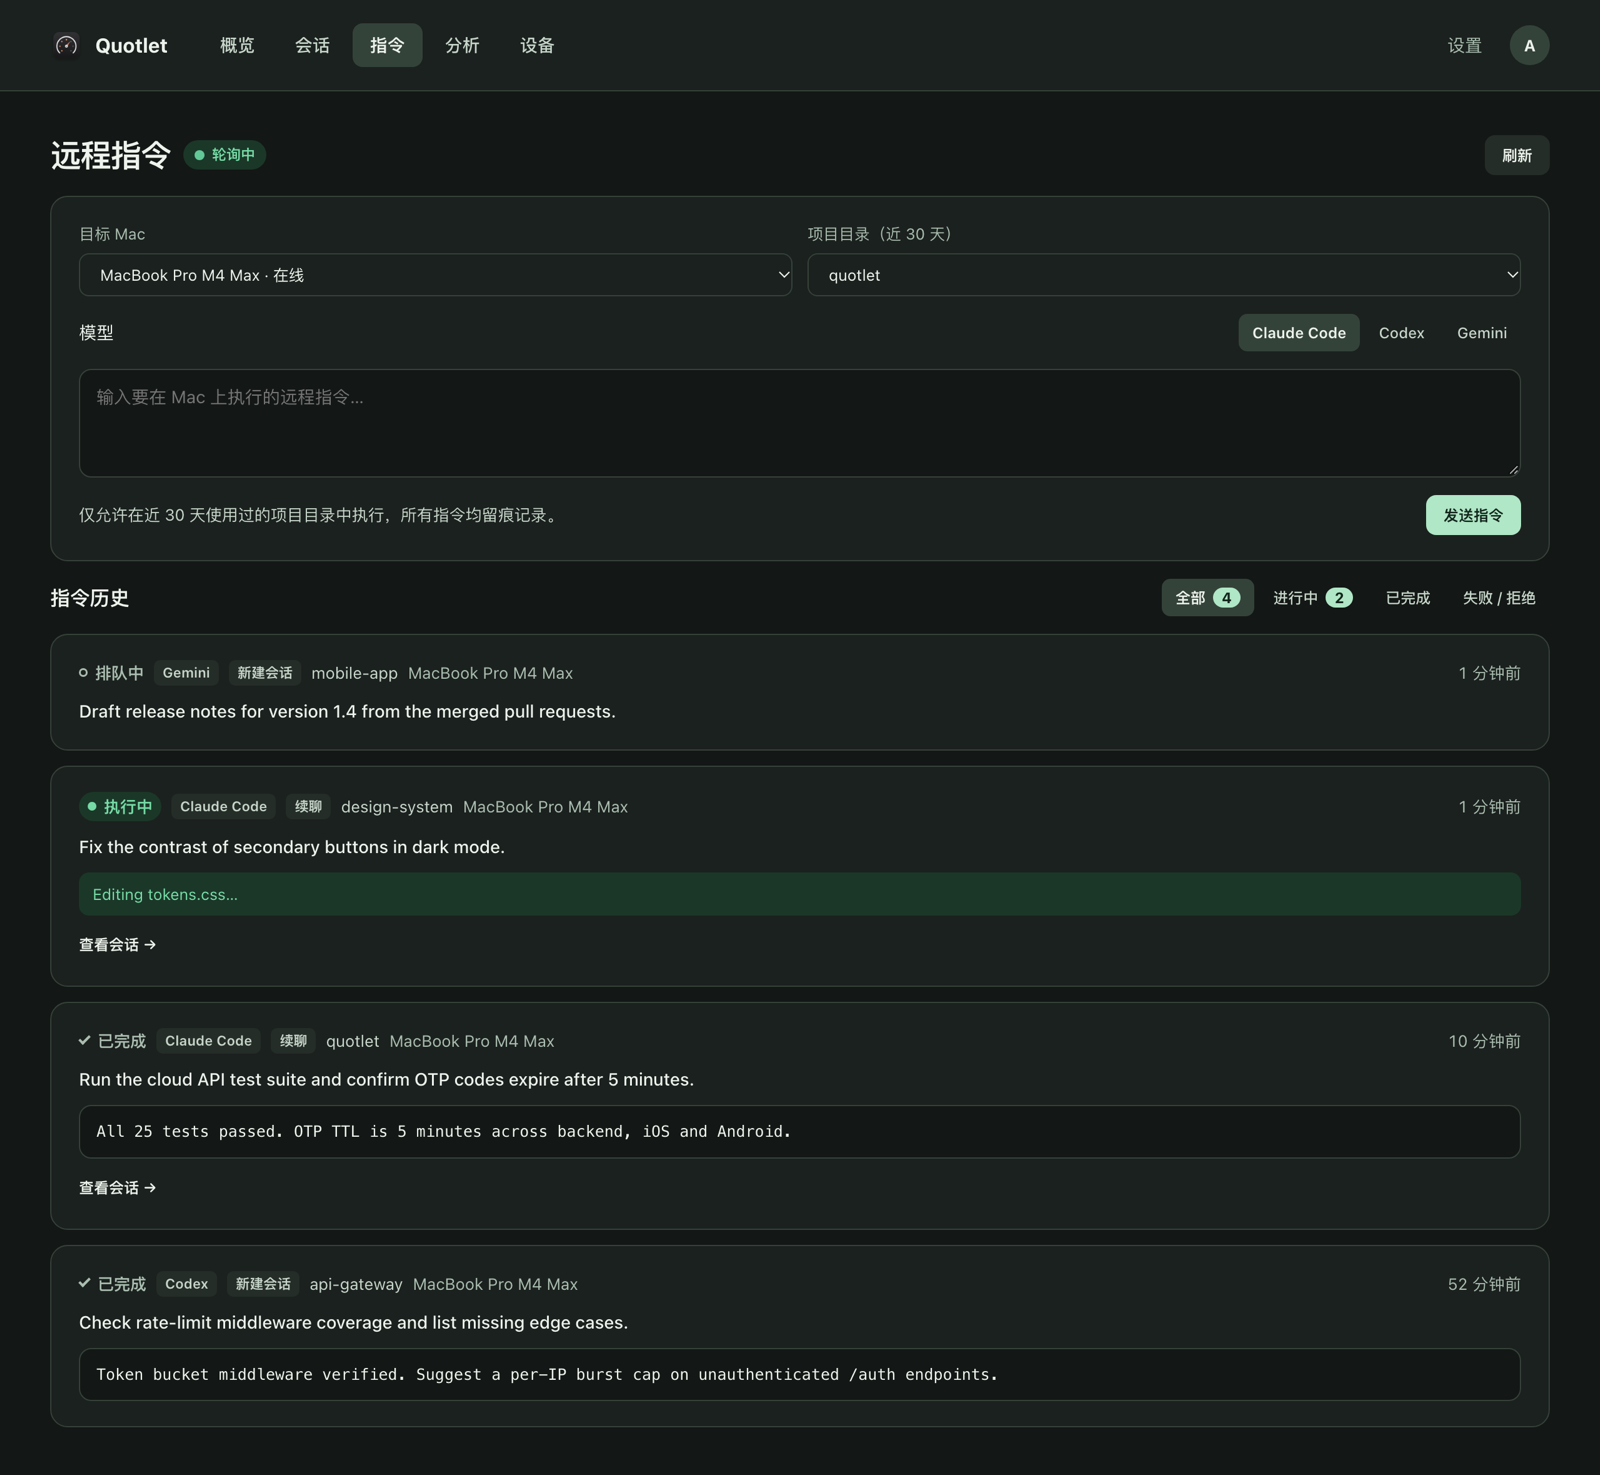 Quotlet 概览 会话 指令 分析 设备 设置 A
远程指令 轮询中 刷新
目标 Mac 项目目录（近 30 天）
MacBook Pro M4 Max · 在线 quotlet
模型 Claude Code Codex Gemini
输入要在 Mac 上执行的远程指令...
仅允许在近 30 天使用过的项目目录中执行，所有指令均留痕记录。 发送指令
指令历史 全部 4 进行中 2 已完成 失败 / 拒绝
排队中 Gemini 新建会话 mobile-app MacBook Pro M4 Max 1 分钟前
Draft release notes for version 1.4 from the merged pull requests.
执行中 Claude Code 续聊 design-system MacBook Pro M4 Max 1 分钟前
Fix the contrast of secondary buttons in dark mode.
Editing tokens.css...
查看会话 →
已完成 Claude Code 续聊 quotlet MacBook Pro M4 Max 10 分钟前
Run the cloud API test suite and confirm OTP codes expire after 5 minutes.
All 25 tests passed. OTP TTL is 5 minutes across backend, iOS and Android.
查看会话 →
已完成 Codex 新建会话 api-gateway MacBook Pro M4 Max 52 分钟前
Check rate-limit middleware coverage and list missing edge cases.
Token bucket middleware verified. Suggest a per-IP burst cap on unauthenticated /auth endpoints.